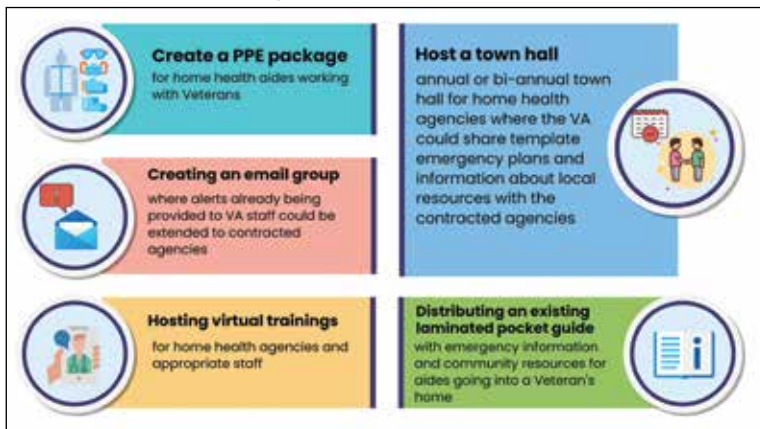 Create a PPE package
for home health aides working
with Veterans
Creating an email group
where alerts already being
provided to VA staff could be
extended to contracted
agencies
Hosting virtual trainings
for home health agencies and
appropriate staff
Host a town hall
annual or bi-annual town
hall for home health
agencies where the VA
could share template
emergency plans and
information about local
resources with the
contracted agencies
Distributing an existing
laminated pocket guide
with emergency information
and community resources for
aides going into a Veteran's
home